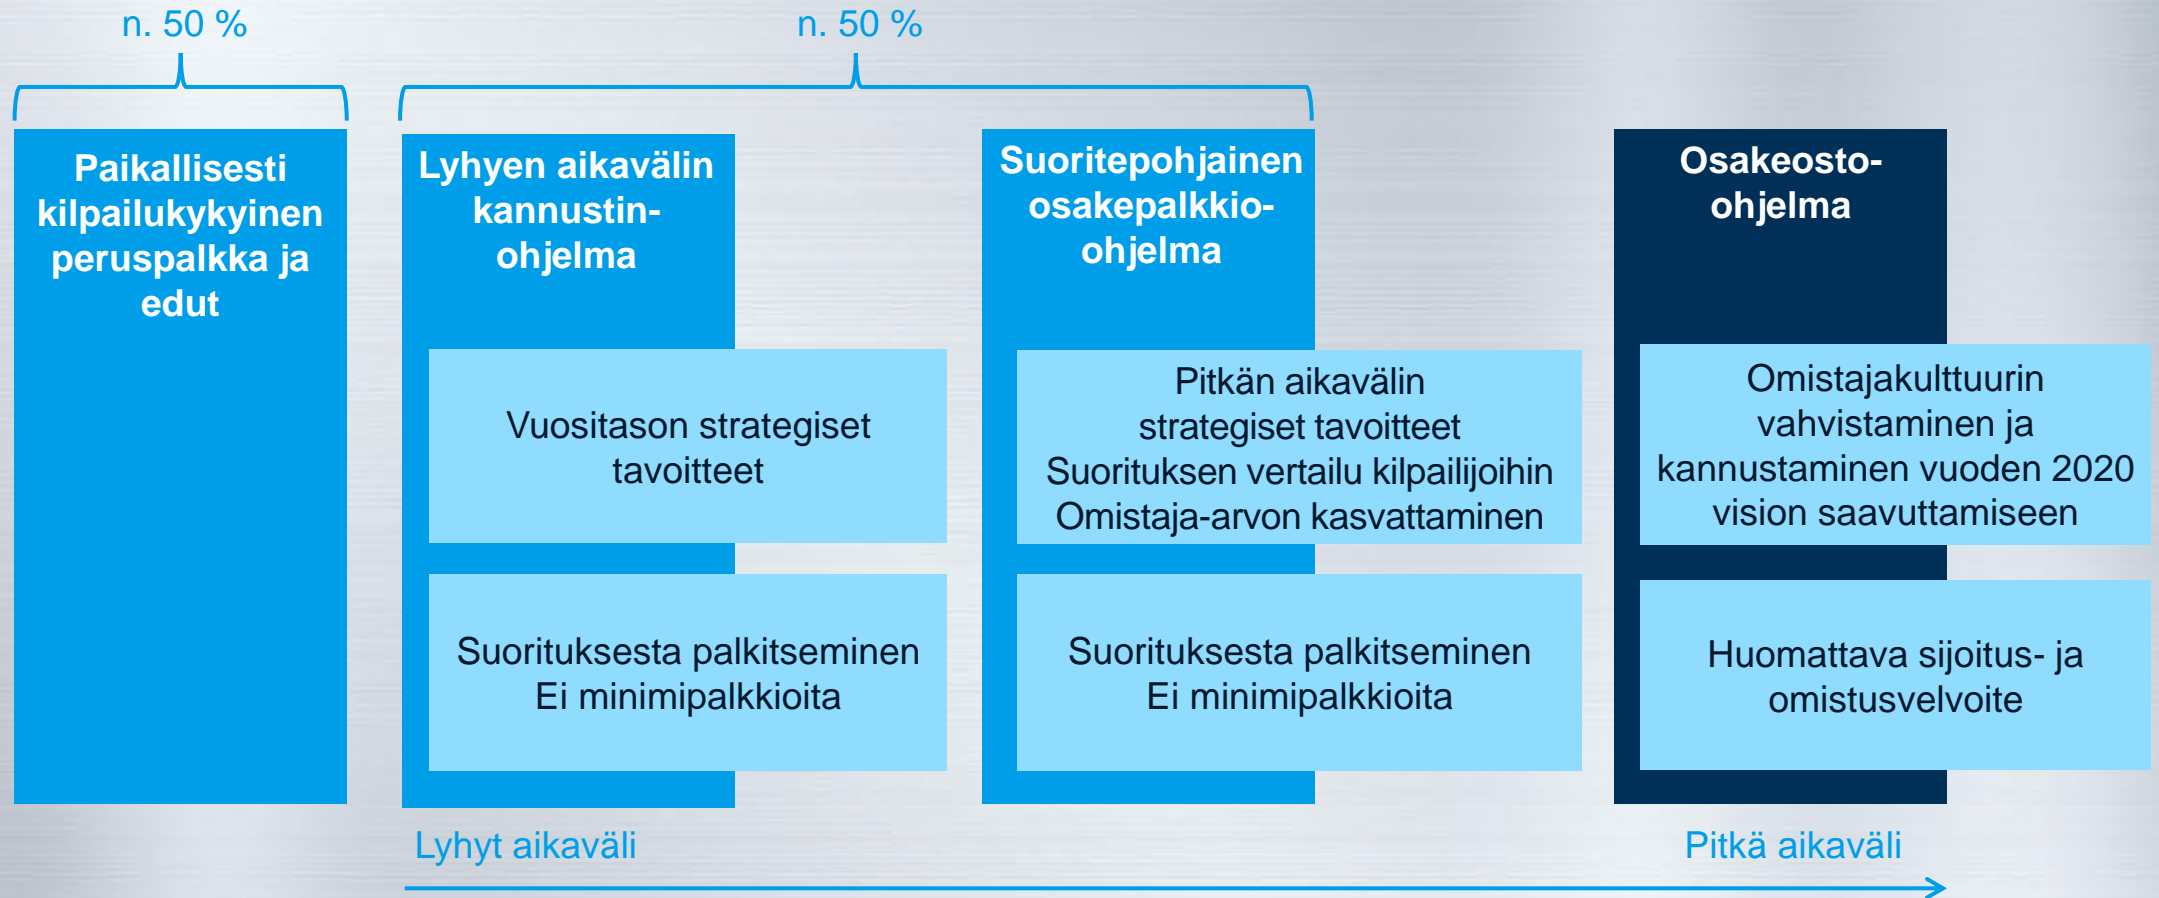 n. 50 %
n. 50 %
Paikallisesti
kilpailukykyinen
peruspalkka ja
edut
Lyhyen aikavälin
kannustin-
ohjelma
Vuositason strategiset
tavoitteet
Suorituksesta palkitseminen
Ei minimipalkkioita
Suoritepohjainen
osakepalkkio-
ohjelma
Pitkän aikavälin
strategiset tavoitteet
Suorituksen vertailu kilpailijoihin
Omistaja-arvon kasvattaminen
Suorituksesta palkitseminen
Ei minimipalkkioita
Osakeosto-
ohjelma
Omistajakulttuurin
vahvistaminen ja
kannustaminen vuoden 2020
vision saavuttamiseen
Huomattava sijoitus- ja
omistusvelvoite
Lyhyt aikaväli
Pitkä aikaväli